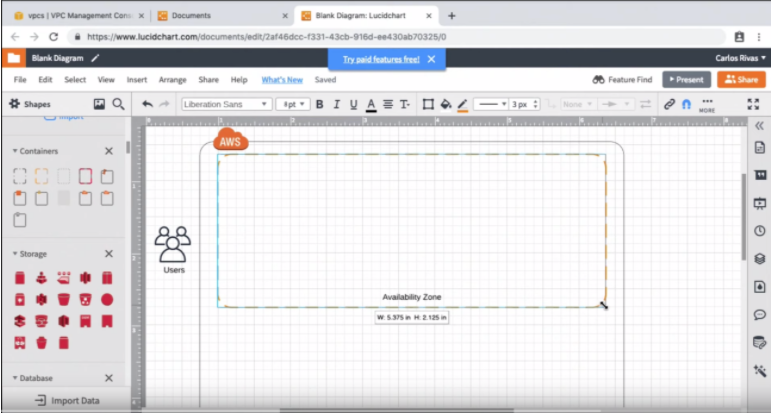 vpcs | VPC Management Cons
Documents
Blank Diagram: Lucidchart
https://www.lucidchart.com/documents/edit/2af46dcc-f331-43cb-916d-ee430ab70325/0
Blank Diagram
Try paid features free!
Carlos Rivas
File Edit Select View Insert Arrange Share Help What's New Saved
Feature Find
Present
Share
Shapes
Liberation Sans
4pt
B I U A T
3 px
None
MORE
Import
Containers
AWS
Users
Storage
Availability Zone
W: 5.375 in H: 2.125 in
Database
Import Data